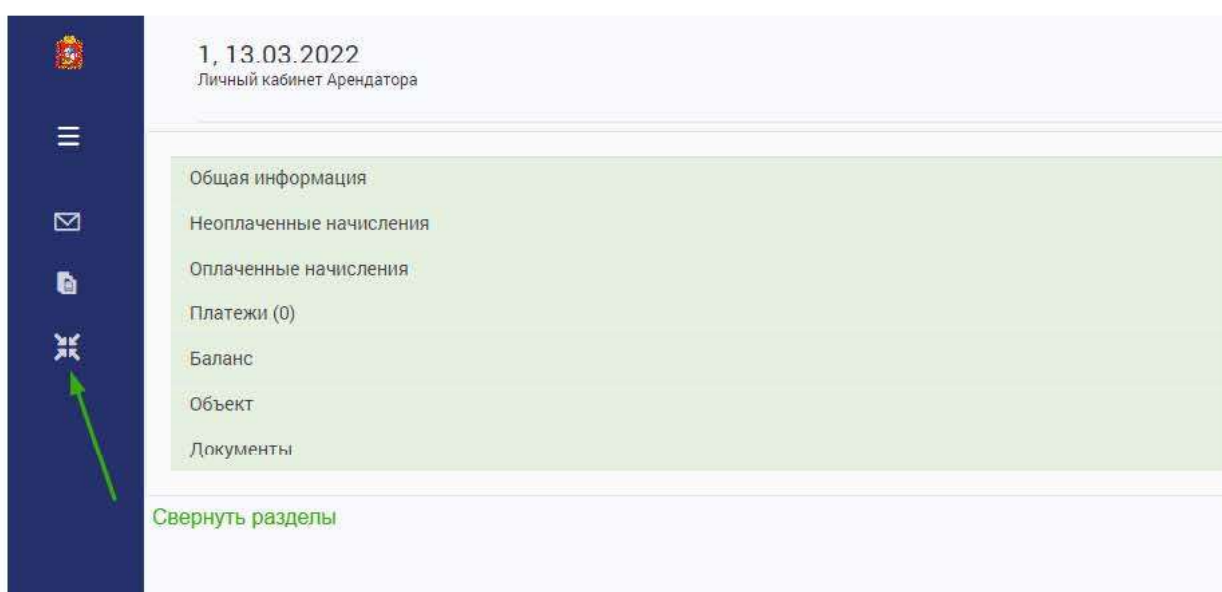 1, 13.03.2022
Личный кабинет Арендатора
Общая информация
Неоплаченные начисления
Оплаченные начисления
Платежи (0)
Баланс
Объект
Документы
Свернуть разделы